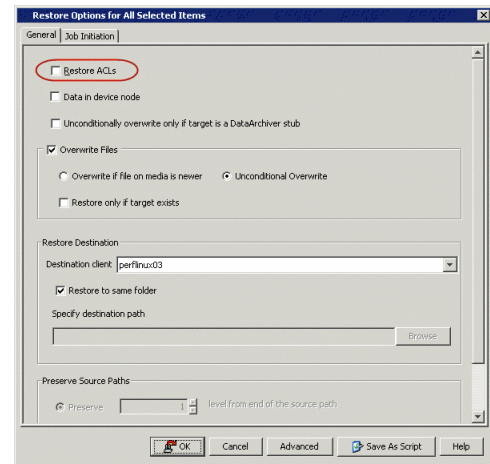 Restore Options for All Selected Items
General Job Initiation
Restore ACLs
Data in device node
Unconditionally overwrite only if target is a DataArchiver stub
Overwrite Files
Overwrite if file on media is newer Unconditional Overwrite
Restore only if target exists
Restore Destination
Destination client perflinux03
Restore to same folder
Specify destination path
Browse
Preserve Source Paths
Preserve 1 level from end of the source path
OK Cancel Advanced Save As Script Help